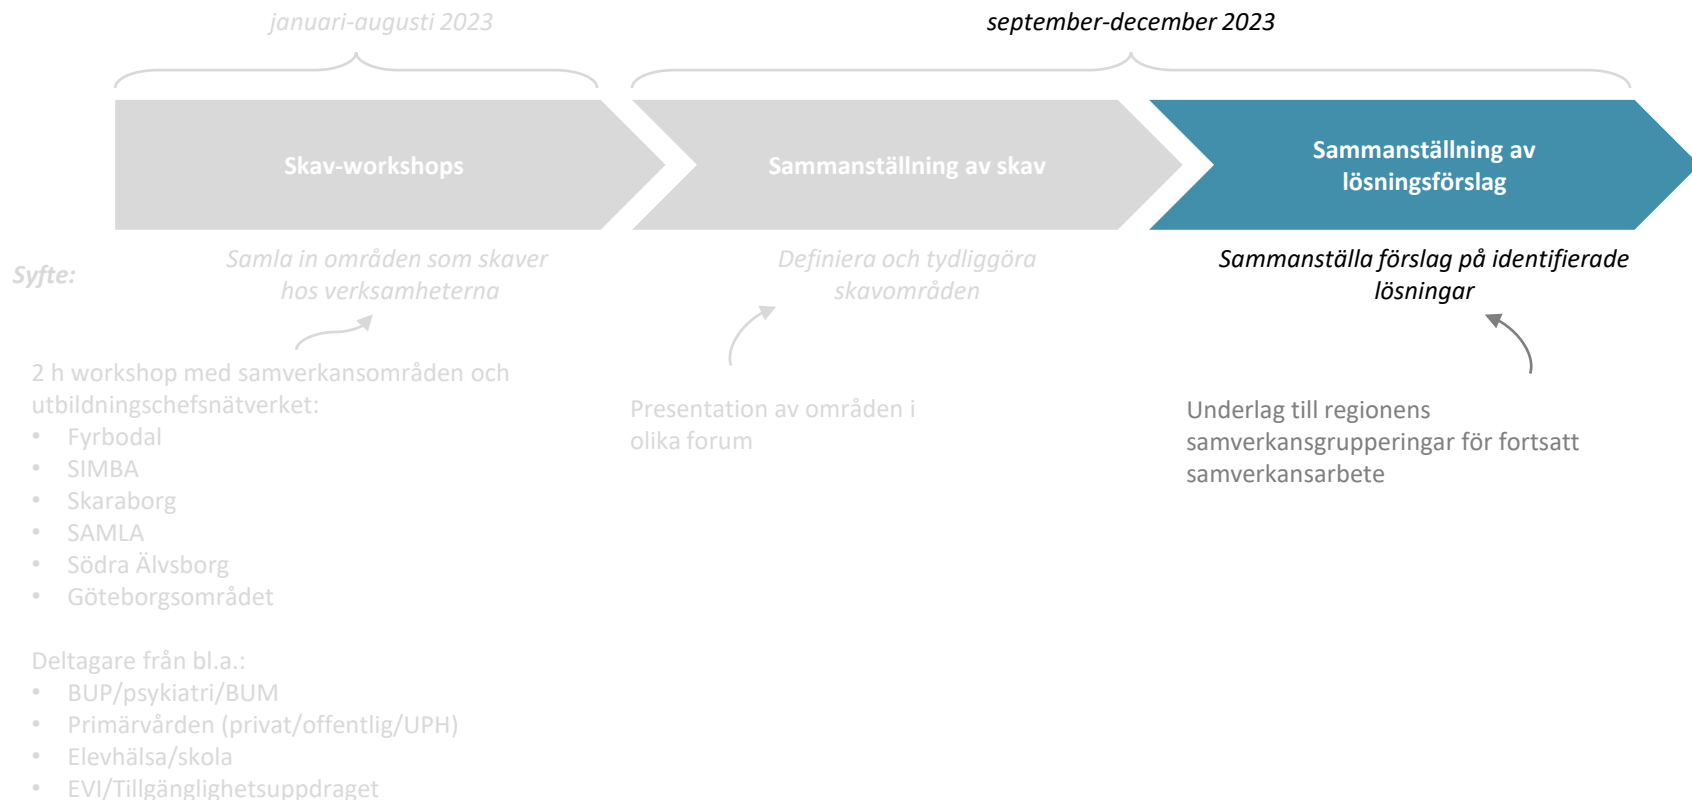 januari-augusti 2023
september-december 2023
Skav-workshops
Sammanställning av skav
Sammanställning av
lösningsförslag
Syfte:
Samla in områden som skaver
hos verksamheterna
Definiera och tydliggöra
skavområden
Sammanställa förslag på identifierade
lösningar
2 h workshop med samverkansområden och
utbildningschefsnätverket:
• Fyrbodal
• SIMBA
• Skaraborg
• SAMLA
• Södra Älvsborg
• Göteborgsområdet
Deltagare från bl.a.:
• BUP/psykiatri/BUM
• Primärvården (privat/offentlig/UPH)
• Elevhälsa/skola
• EVI/Tillgänglighetsuppdraget
Presentation av områden i
olika forum
Underlag till regionens
samverkansgrupperingar för fortsatt
samverkansarbete